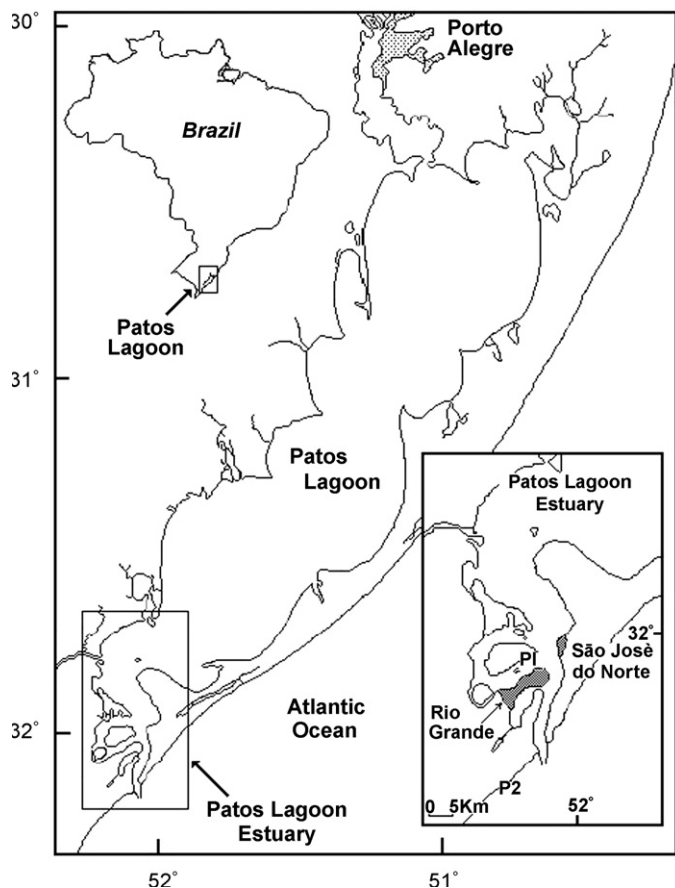 30°
Porto
Alegre
Brazil
Patos
Lagoon
31°
Patos
Lagoon
Patos Lagoon
Estuary
32°
São Josè
do Norte
PI
Rio
Grande
P2
0 5Km
52°
Atlantic
Ocean
32°
Patos Lagoon
Estuary
52°
51°